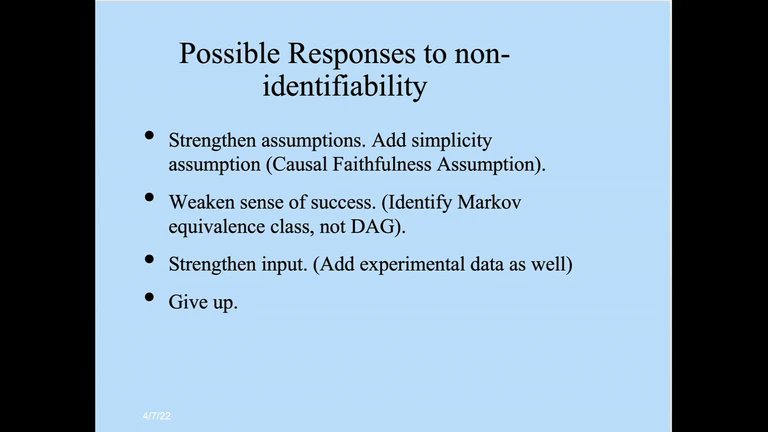 Possible Responses to non-
identifiability
• Strengthen assumptions. Add simplicity
assumption (Causal Faithfulness Assumption).
• Weaken sense of success. (Identify Markov
equivalence class, not DAG).
• Strengthen input. (Add experimental data as well)
• Give up.
4/7/22